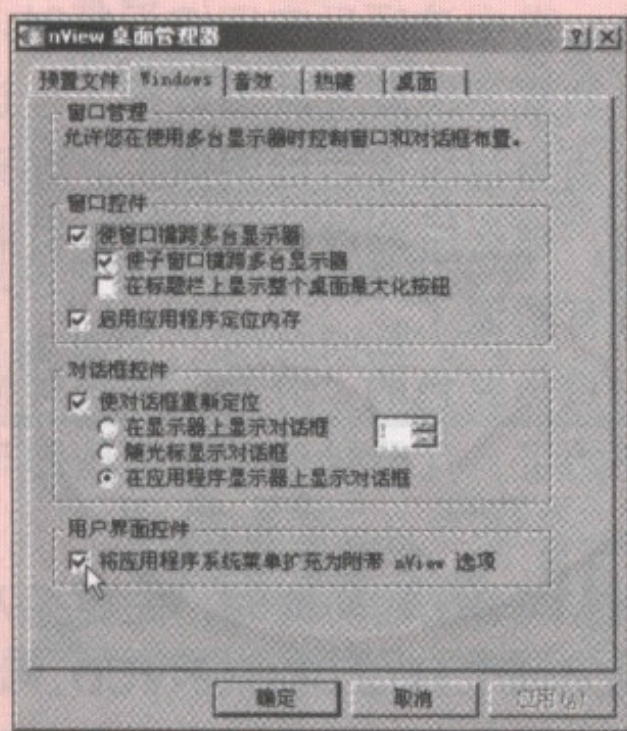 nView 桌面管理器
预置文件 Windows 音效 热键 桌面
窗口管理
允许您在使用多台显示器时控制窗口和对话框布置。
窗口控件
使窗口横跨多台显示器
使子窗口横跨多台显示器
在标题栏上显示整个桌面最大化按钮
启用应用程序定位内存
对话框控件
使对话框重新定位
在显示器上显示对话框 1
随光标显示对话框
在应用程序显示器上显示对话框
用户界面控件
将应用程序系统菜单扩充为附带 nView 选项
确定 取消 应用(A)